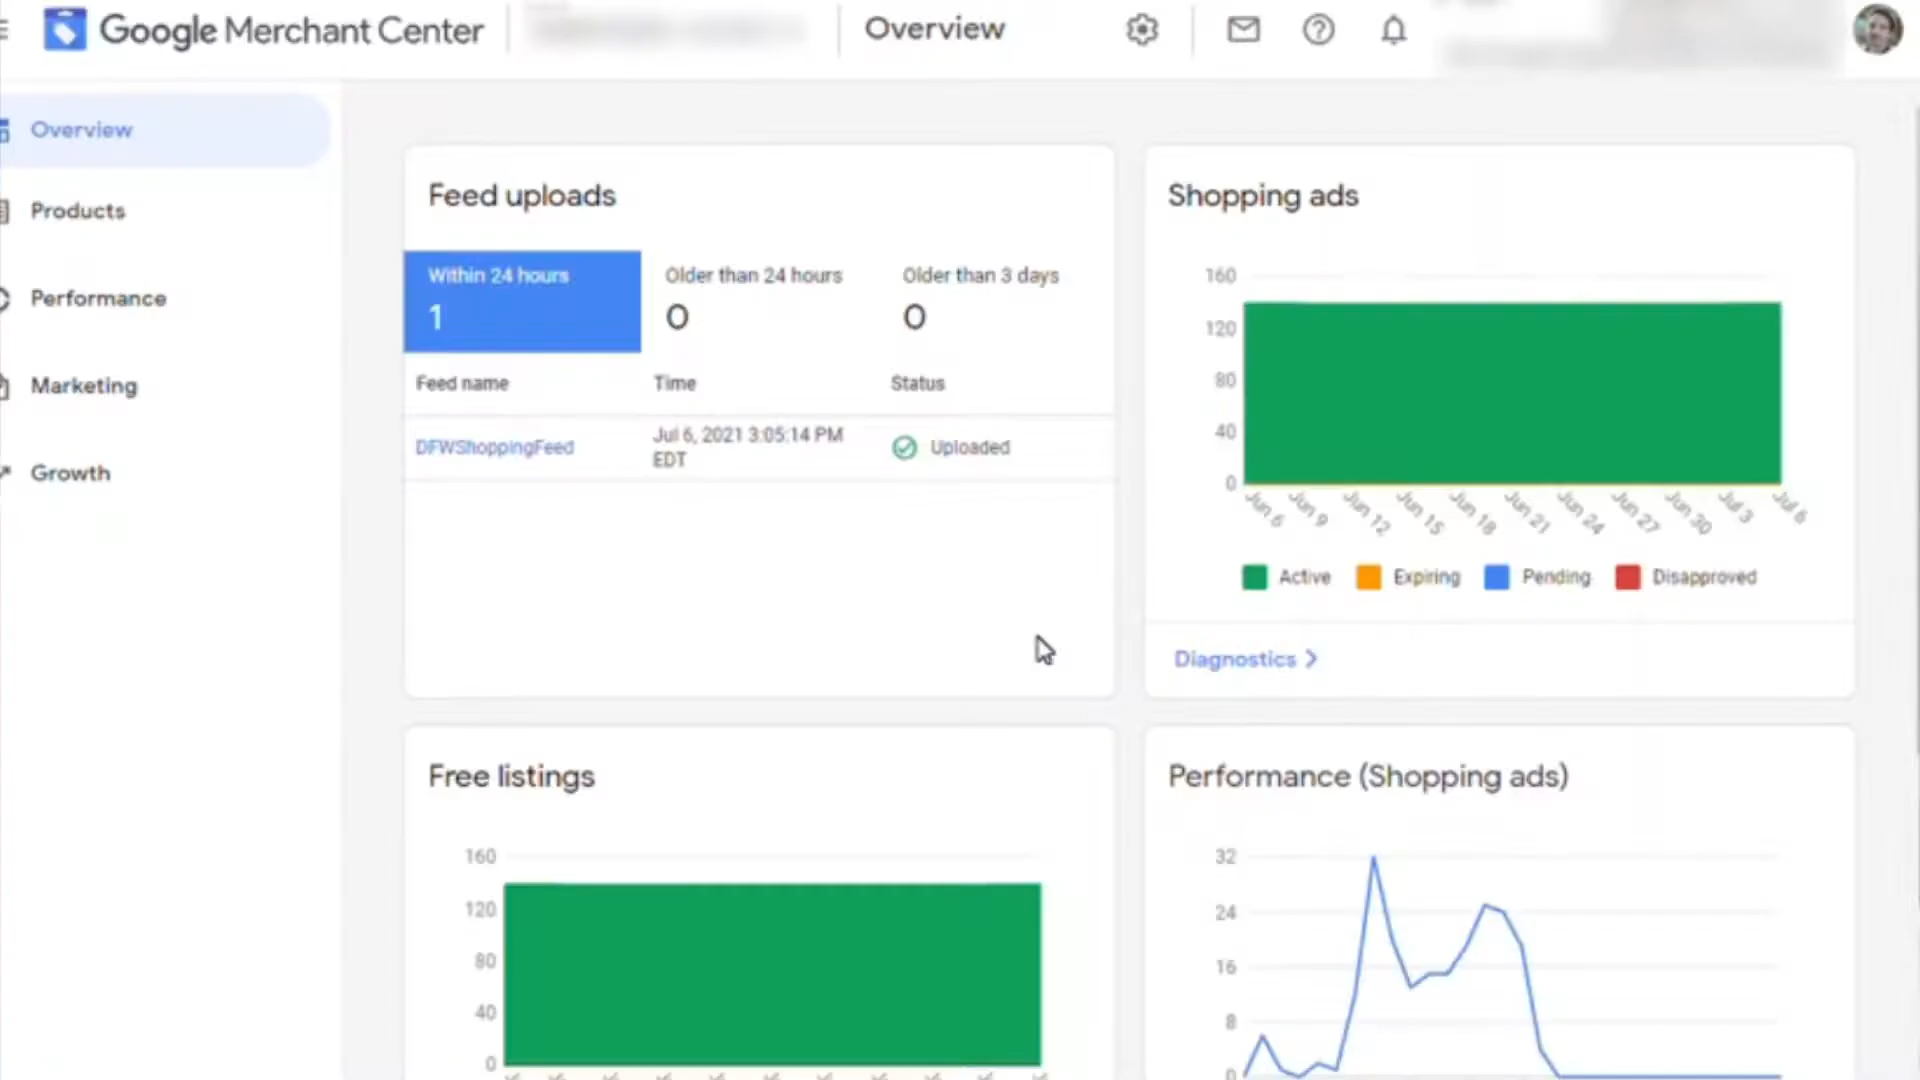 Google Merchant Center
Overview
Overview
Products
Performance
Marketing
Growth
Feed uploads
Within 24 hours
1
Older than 24 hours
0
Older than 3 days
0
Feed name Time Status
DFWShoppingFeed
Jul 6, 2021 3:05:14 PM
EDT
Uploaded
Shopping ads
160
120
80
40
0
Jun 6 Jun 9 Jun 12 Jun 15 Jun 18 Jun 21 Jun 24 Jun 27 Jun 30 Jul 3 Jul 6
Active Expiring Pending Disapproved
Diagnostics
Free listings
160
120
80
40
0
Performance (Shopping ads)
32
24
16
8
0